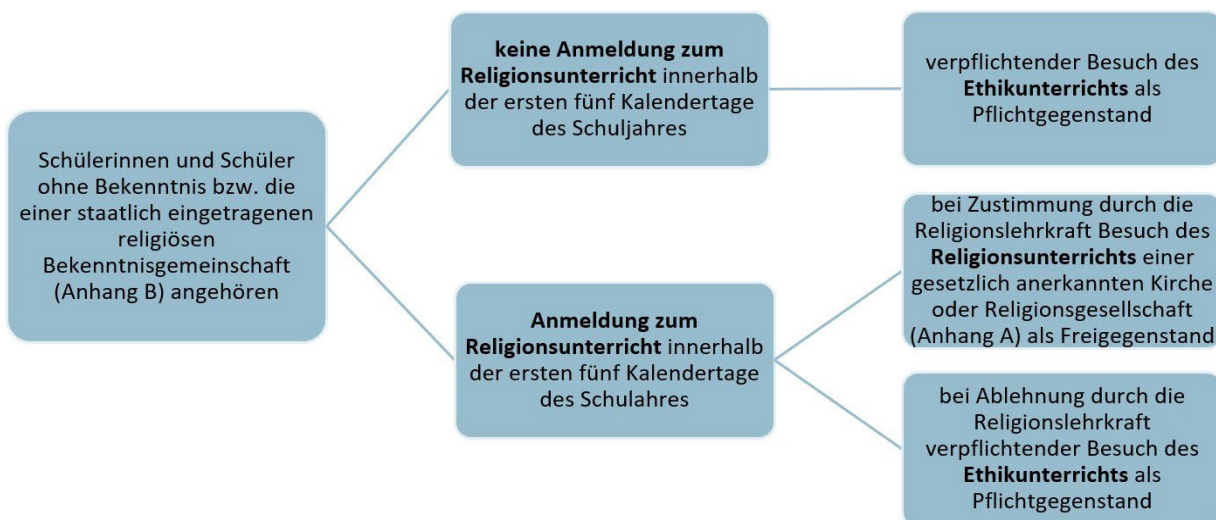 Schülerinnen und Schüler
ohne Bekenntnis bzw. die
einer staatlich eingetragenen
religiösen
Bekenntnisgemeinschaft
(Anhang B) angehören
keine Anmeldung zum
Religionsunterricht innerhalb
der ersten fünf Kalendertage
des Schuljahres
verpflichtender Besuch des
Ethikunterrichts als
Pflichtgegenstand
Anmeldung zum
Religionsunterricht innerhalb
der ersten fünf Kalendertage
des Schulahres
bei Zustimmung durch die
Religionslehrkraft Besuch des
Religionsunterrichts einer
gesetzlich anerkannten Kirche
oder Religionsgesellschaft
(Anhang A) als Freigegenstand
bei Ablehnung durch die
Religionslehrkraft
verpflichtender Besuch des
Ethikunterrichts als
Pflichtgegenstand